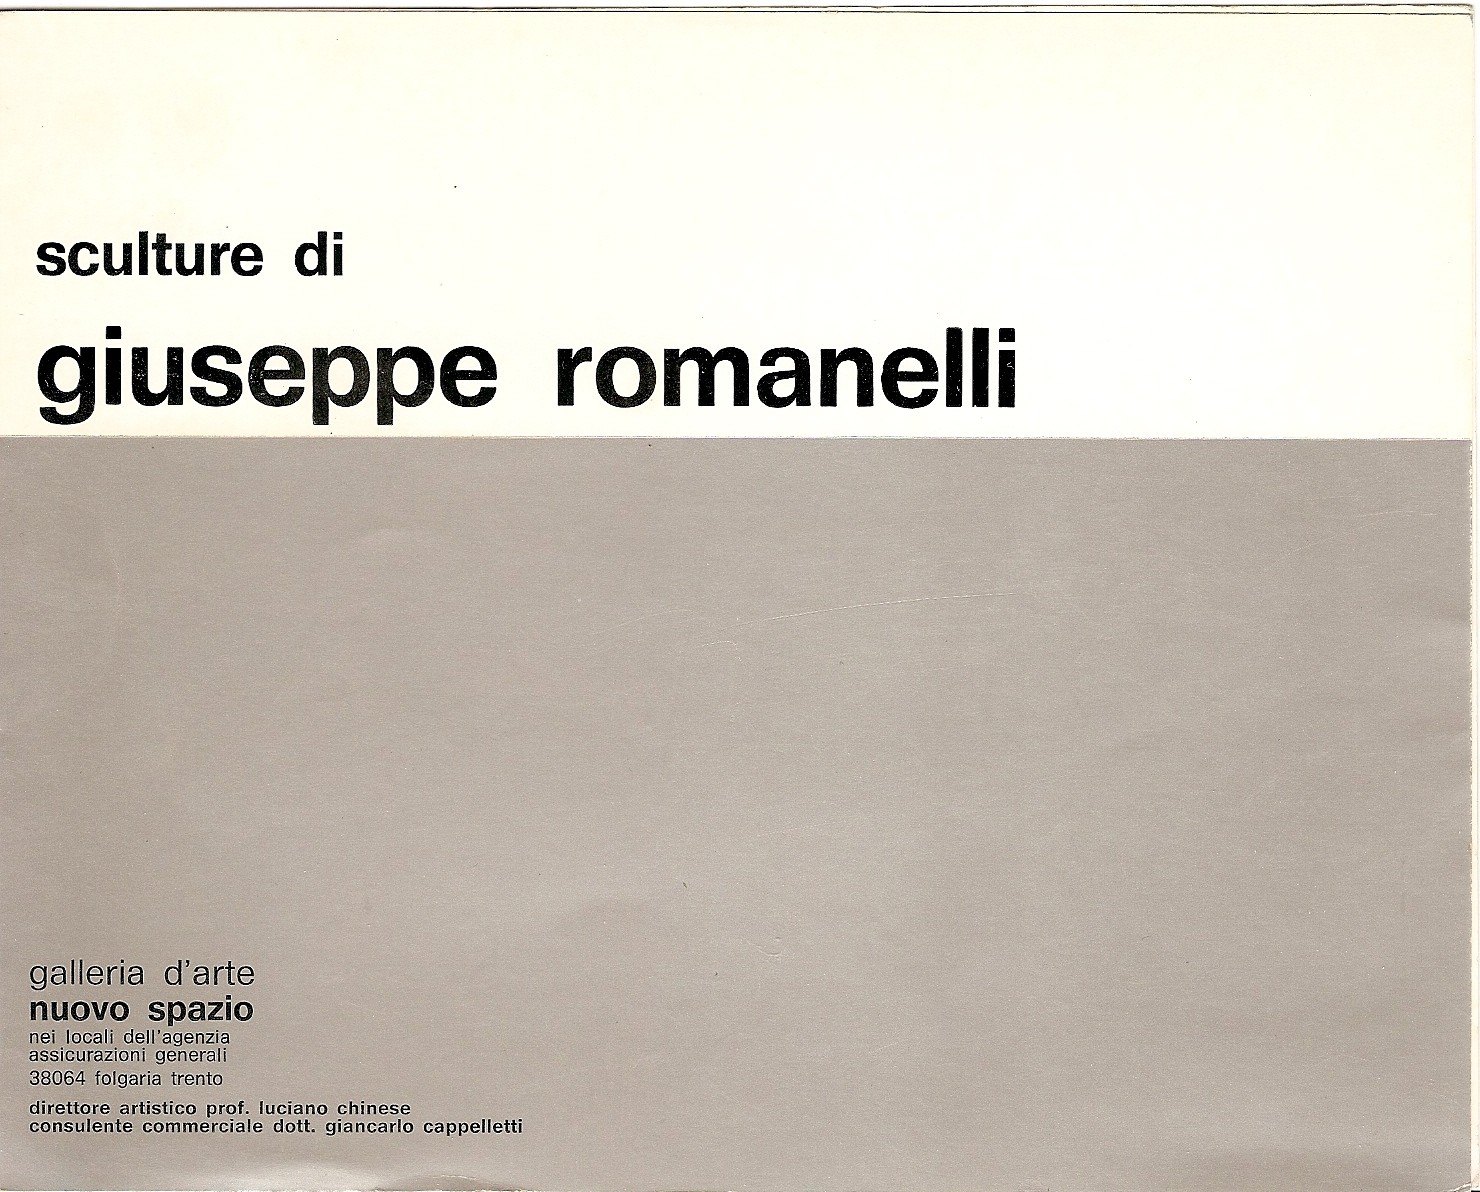 sculture di
giuseppe romanelli
galleria d'arte
nuovo spazio
nei locali dell'agenzia
assicurazioni generali
38064 folgaria trento
direttore artistico prof. luciano chinese
consulente commerciale dott. giancarlo cappelletti